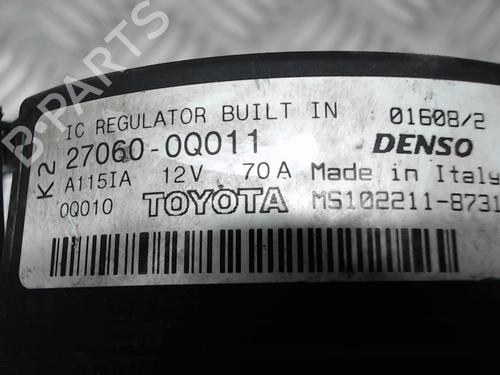 B-PARTS
IC REGULATOR BUILT IN 01608/2
K2 27060-0Q011 DENSO
A115IA 12V 70A Made in Italy
0Q010 TOYOTA MS102211-8731